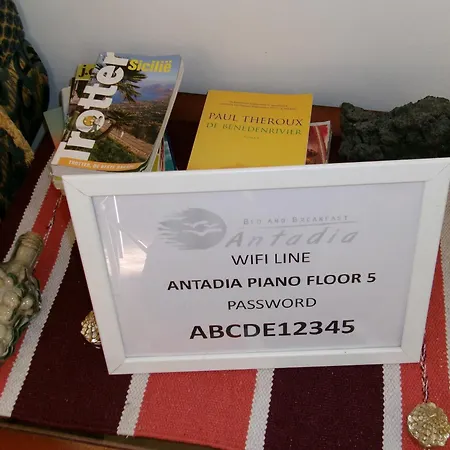 Trotter
Sicilië
PAUL THEROUX
DE BENEDENRIVIER
BED AND BREAKFAST
Antadia
WIFI LINE
ANTADIA PIANO FLOOR 5
PASSWORD
ABCDE12345